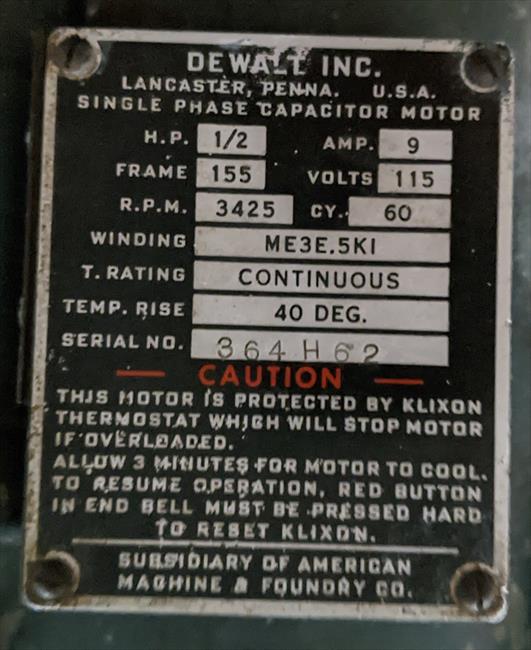 DEWALT INC.
LANCASTER, PENNA. U.S.A.
SINGLE PHASE CAPACITOR MOTOR
H.P. 1/2 AMP. 9
FRAME 155 VOLTS 115
R.P.M. 3425 CY. 60
WINDING ME3E.5KI
T. RATING CONTINUOUS
TEMP. RISE 40 DEG.
SERIAL NO. 364H62
— CAUTION —
THIS MOTOR IS PROTECTED BY KLIXON
THERMOSTAT WHICH WILL STOP MOTOR
IF OVERLOADED.
ALLOW 3 MINUTES FOR MOTOR TO COOL.
TO RESUME OPERATION, RED BUTTON
IN END BELL MUST BE PRESSED HARD
TO RESET KLIXON.
SUBSIDIARY OF AMERICAN
MACHINE & FOUNDRY CO.